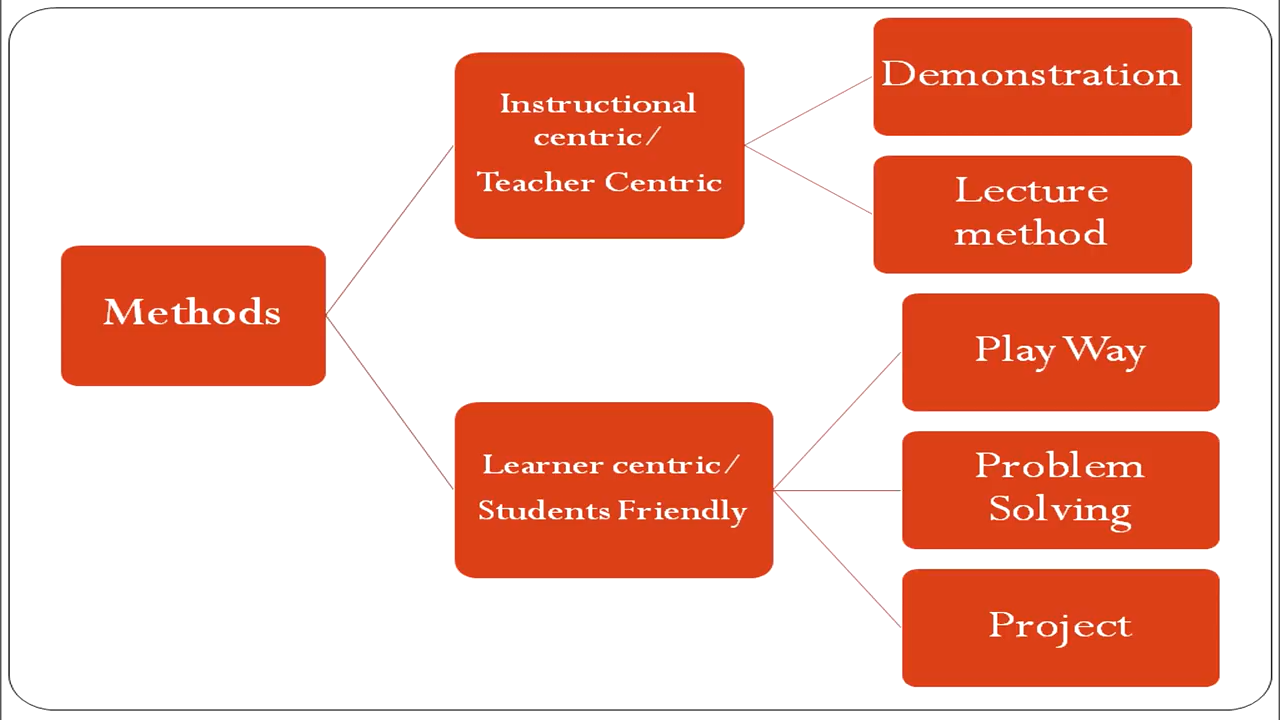 Methods
Instructional
centric/
Teacher Centric
Demonstration
Lecture
method
Learner centric/
Students Friendly
Play Way
Problem
Solving
Project